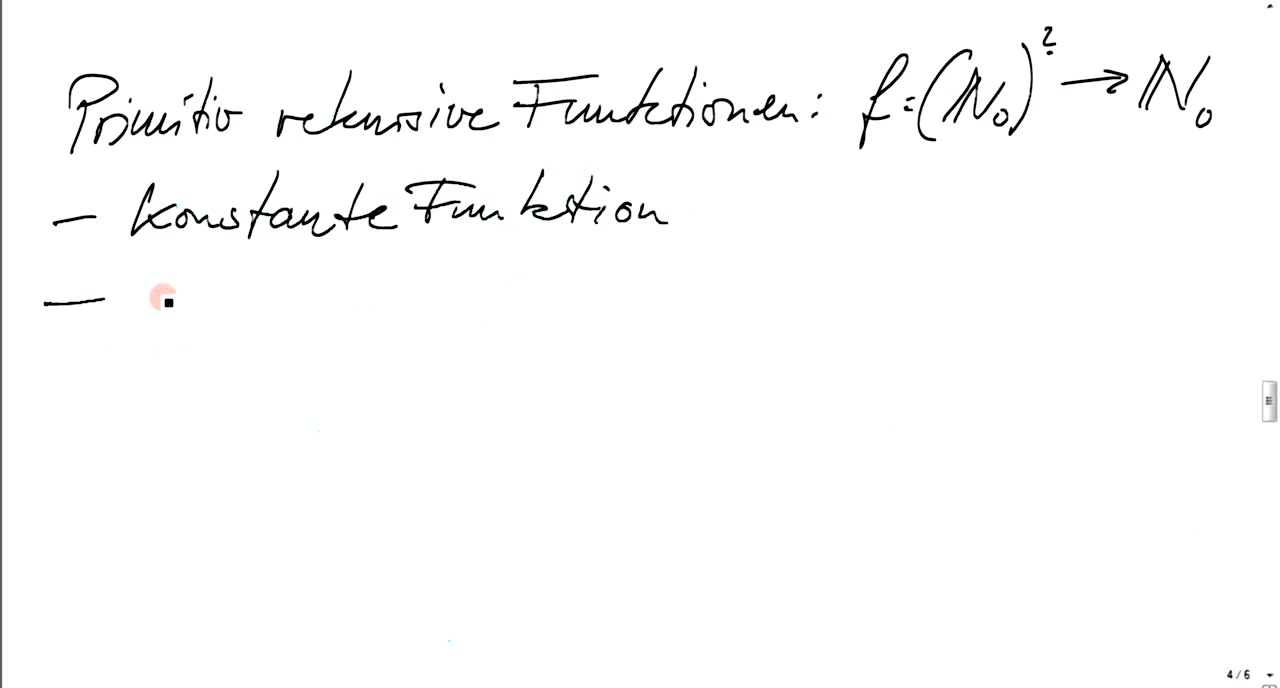 Primitiv rekursive Funktionen: f:(ℕ₀)^? → ℕ₀
– konstante Funktion
–
4/6